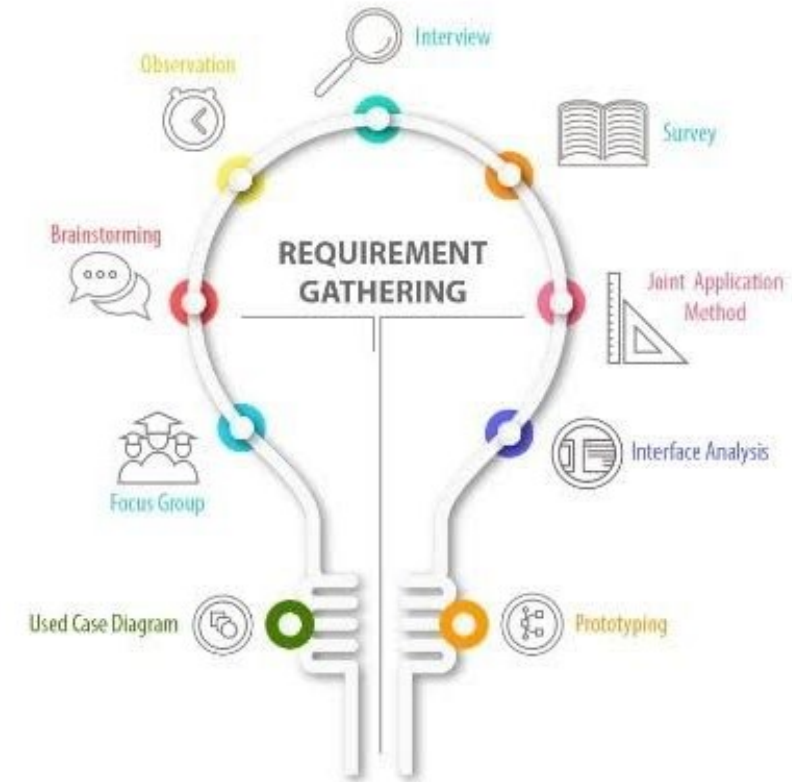 Interview
Observation
Survey
Brainstorming
REQUIREMENT
GATHERING
Joint Application
Method
Interface Analysis
Focus Group
Used Case Diagram
Prototyping